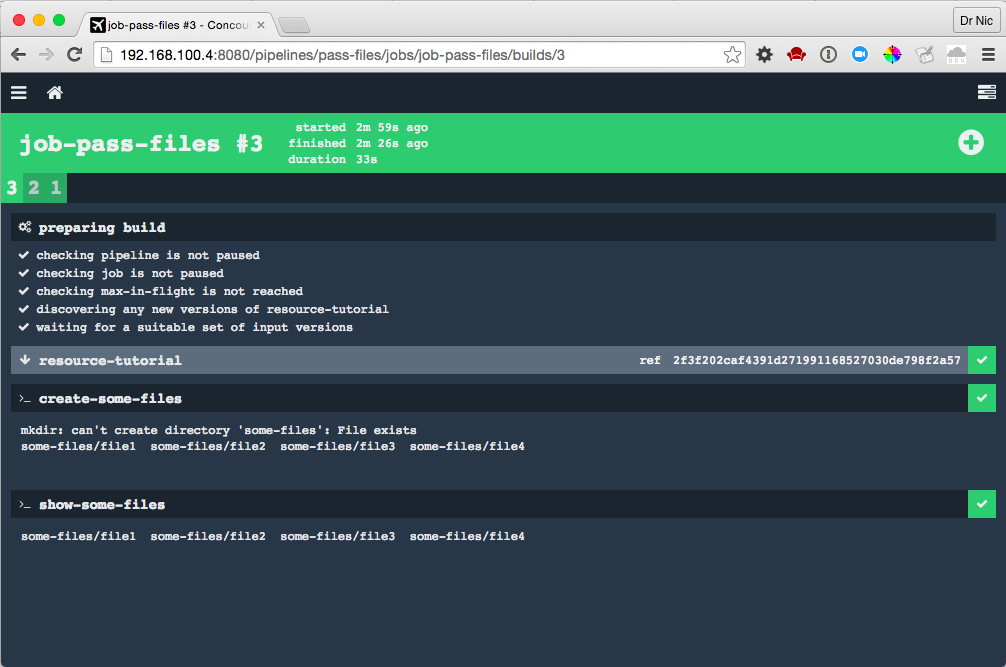 job-pass-files #3 - Concou
Dr Nic
192.168.100.4:8080/pipelines/pass-files/jobs/job-pass-files/builds/3
job-pass-files #3
started 2m 59s ago
finished 2m 26s ago
duration 33s
3 2 1
preparing build
checking pipeline is not paused
checking job is not paused
checking max-in-flight is not reached
discovering any new versions of resource-tutorial
waiting for a suitable set of input versions
resource-tutorial ref 2f3f202caf4391d271991168527030de798f2a57
>_ create-some-files
mkdir: can't create directory 'some-files': File exists
some-files/file1 some-files/file2 some-files/file3 some-files/file4
>_ show-some-files
some-files/file1 some-files/file2 some-files/file3 some-files/file4